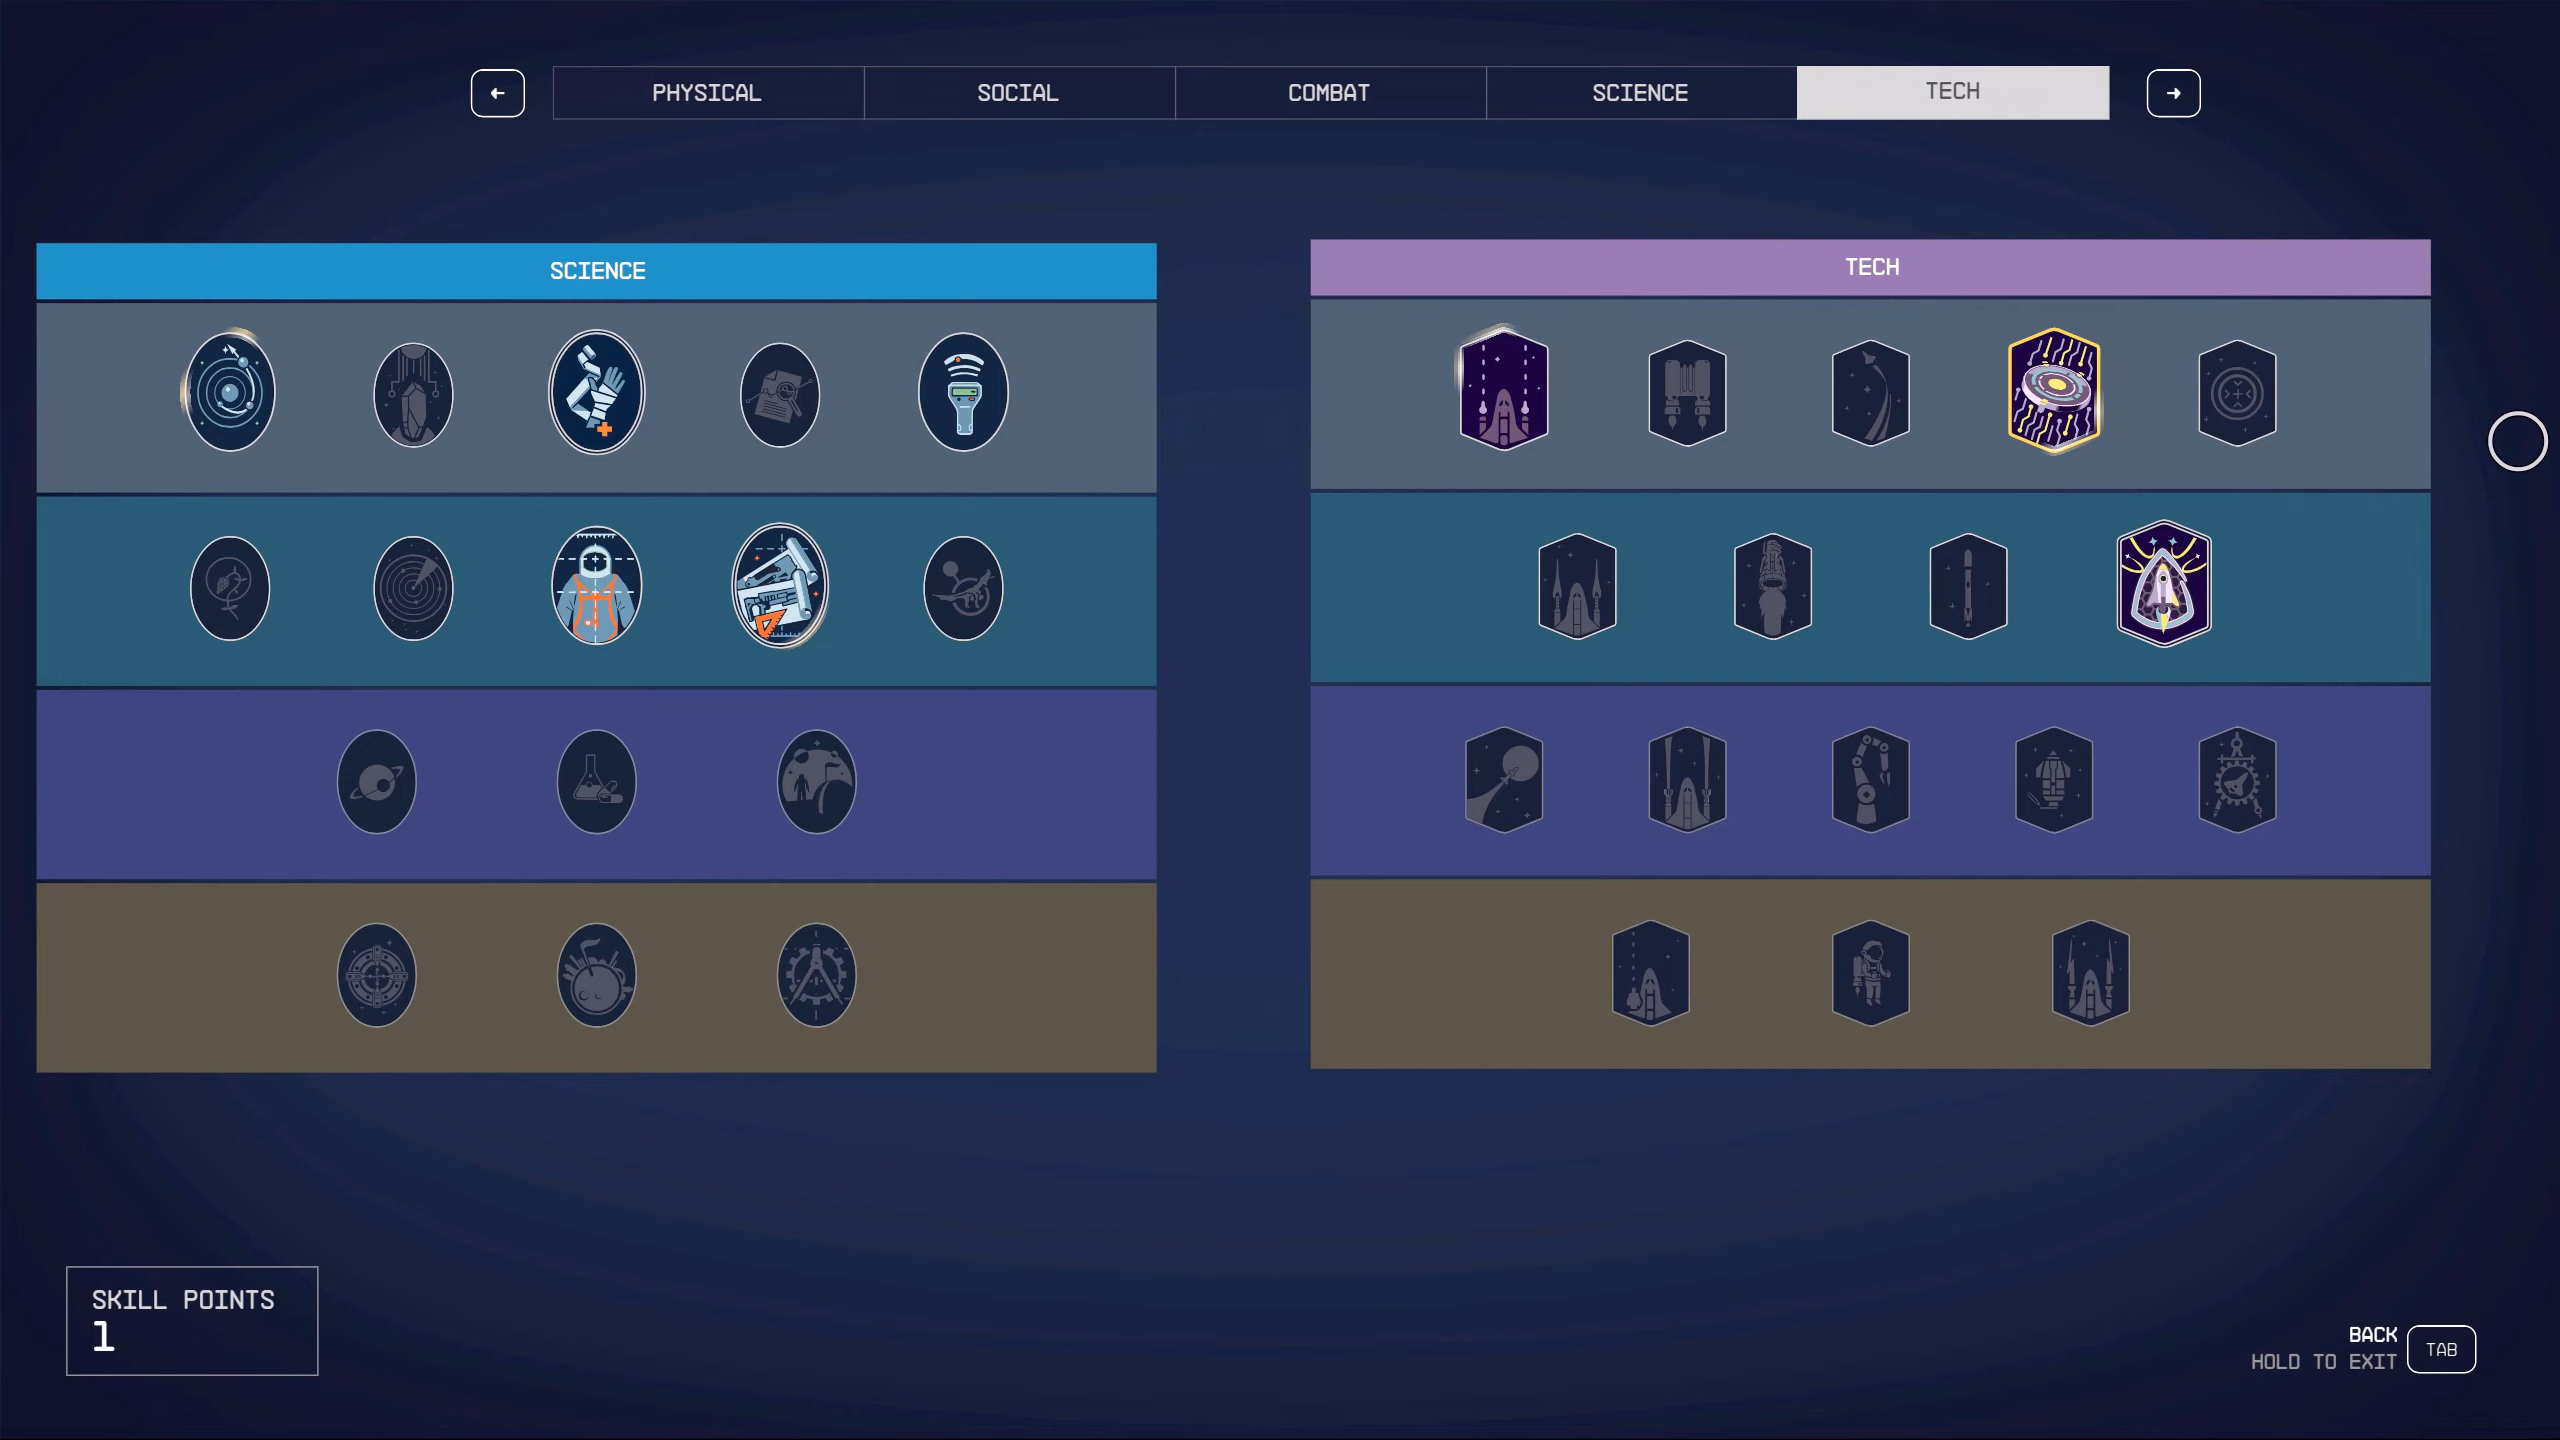 PHYSICAL
SOCIAL
COMBAT
SCIENCE
TECH
SCIENCE
TECH
SKILL POINTS
1
BACK
HOLD TO EXIT
TAB